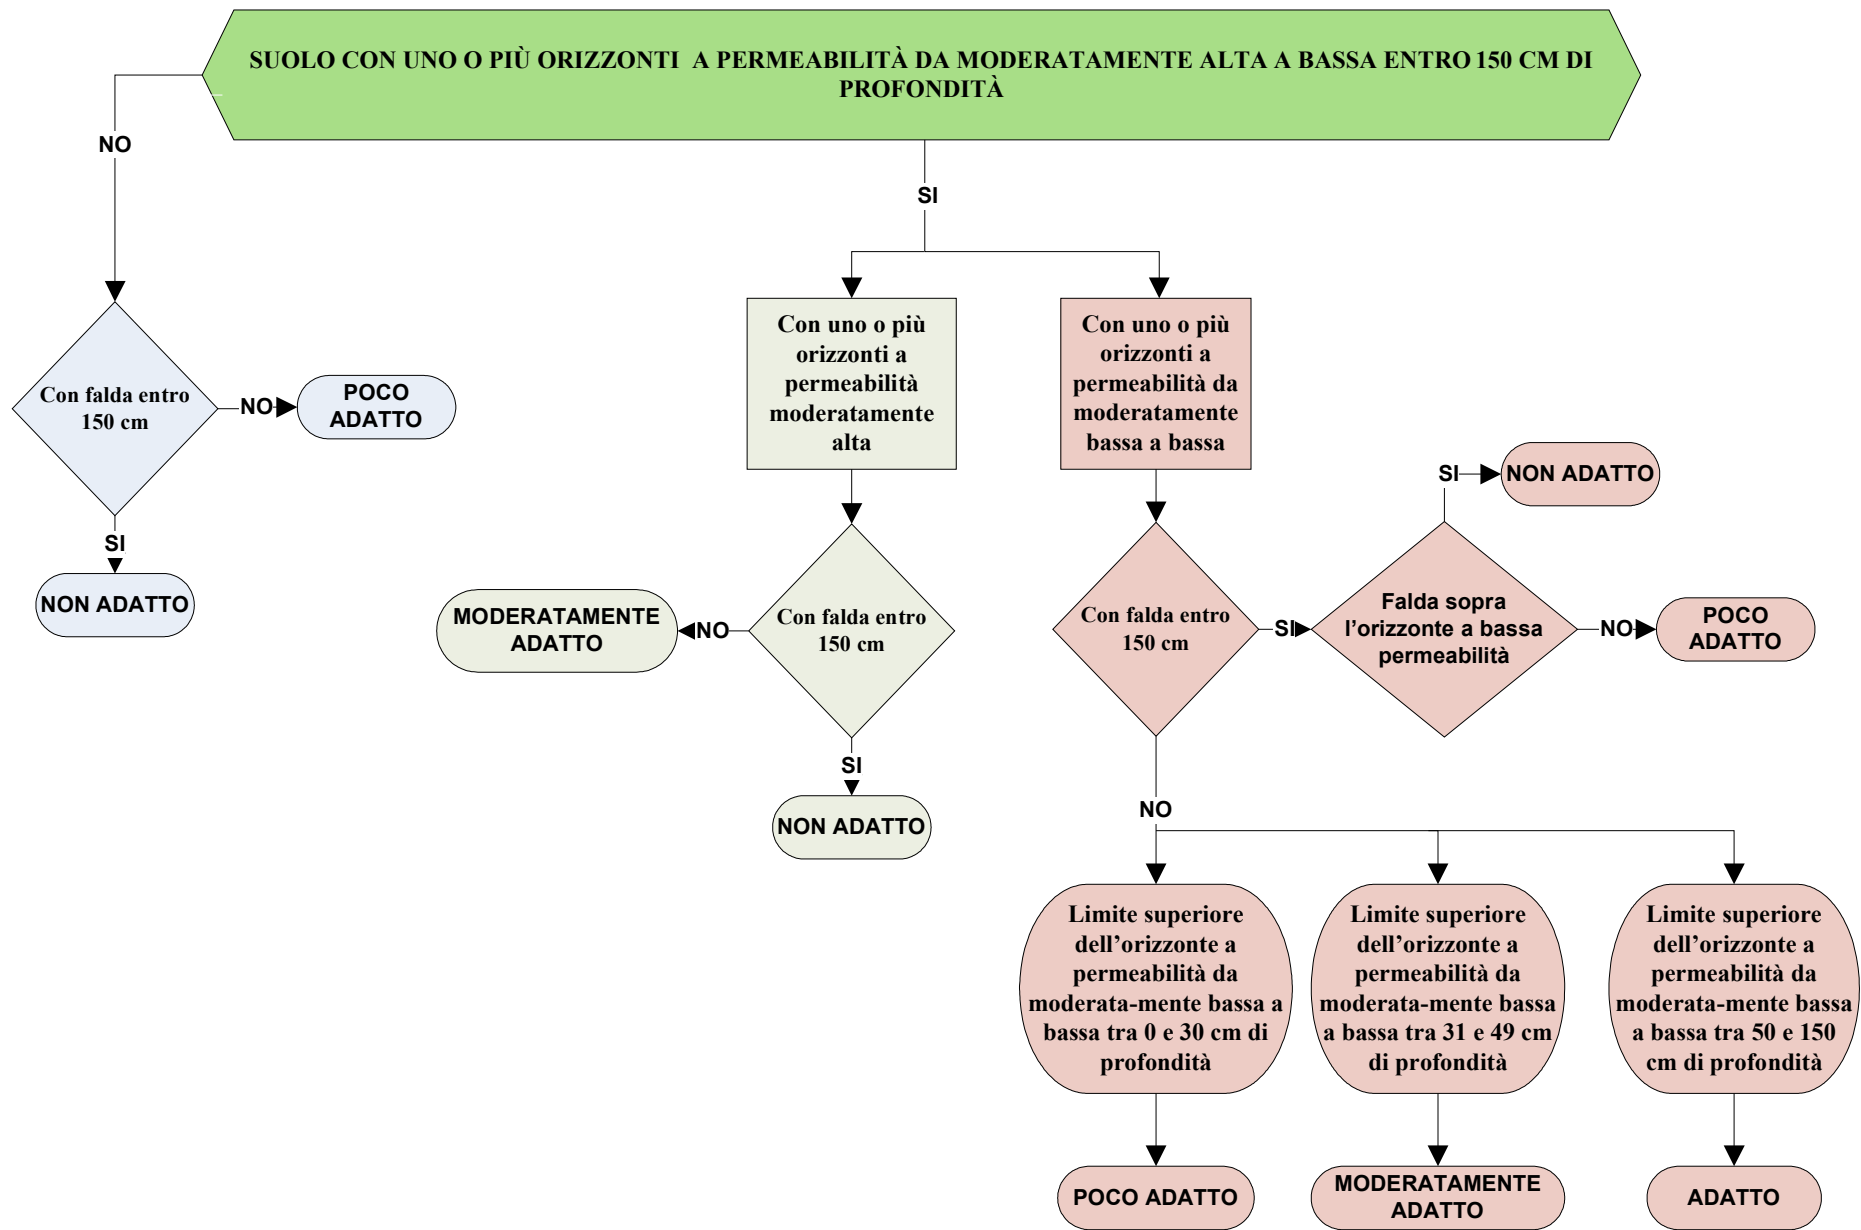 SUOLO CON UNO O PIÙ ORIZZONTI A PERMEABILITÀ DA MODERATAMENTE ALTA A BASSA ENTRO 150 CM DI
PROFONDITÀ
NO
SI
Con falda entro
150 cm
NO
POCO
ADATTO
SI
NON ADATTO
Con uno o più
orizzonti a
permeabilità
moderatamente
alta
Con falda entro
150 cm
NO
MODERATAMENTE
ADATTO
SI
NON ADATTO
Con uno o più
orizzonti a
permeabilità da
moderatamente
bassa a bassa
Con falda entro
150 cm
SI
Falda sopra
l’orizzonte a bassa
permeabilità
SI
NON ADATTO
NO
POCO
ADATTO
NO
Limite superiore
dell’orizzonte a
permeabilità da
moderata-mente bassa a
bassa tra 0 e 30 cm di
profondità
POCO ADATTO
Limite superiore
dell’orizzonte a
permeabilità da
moderata-mente bassa
a bassa tra 31 e 49 cm
di profondità
MODERATAMENTE
ADATTO
Limite superiore
dell’orizzonte a
permeabilità da
moderata-mente bassa
a bassa tra 50 e 150
cm di profondità
ADATTO